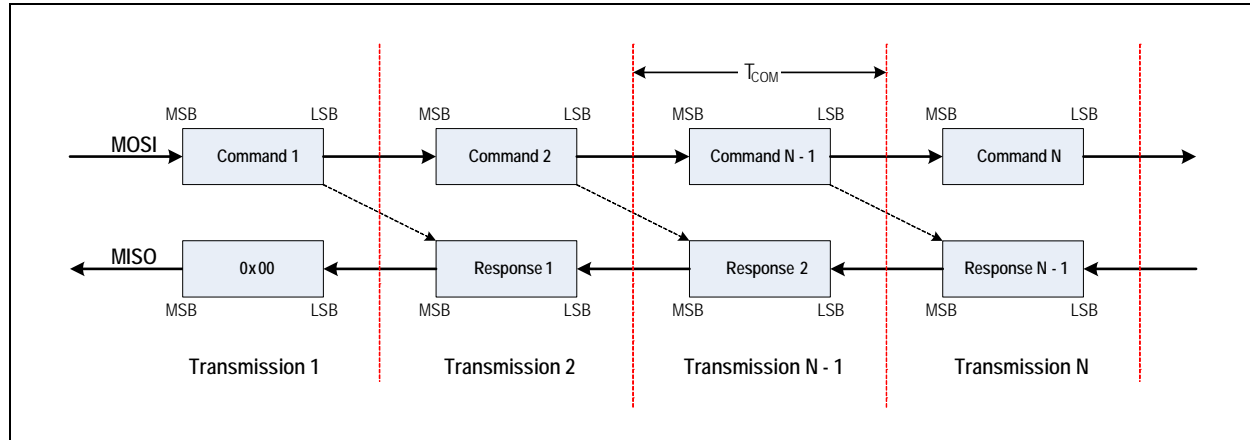 T_COM
MSB LSB MSB LSB MSB LSB MSB LSB
MOSI Command 1 Command 2 Command N - 1 Command N
MISO 0x00 Response 1 Response 2 Response N - 1
MSB LSB MSB LSB MSB LSB MSB LSB
Transmission 1 Transmission 2 Transmission N - 1 Transmission N